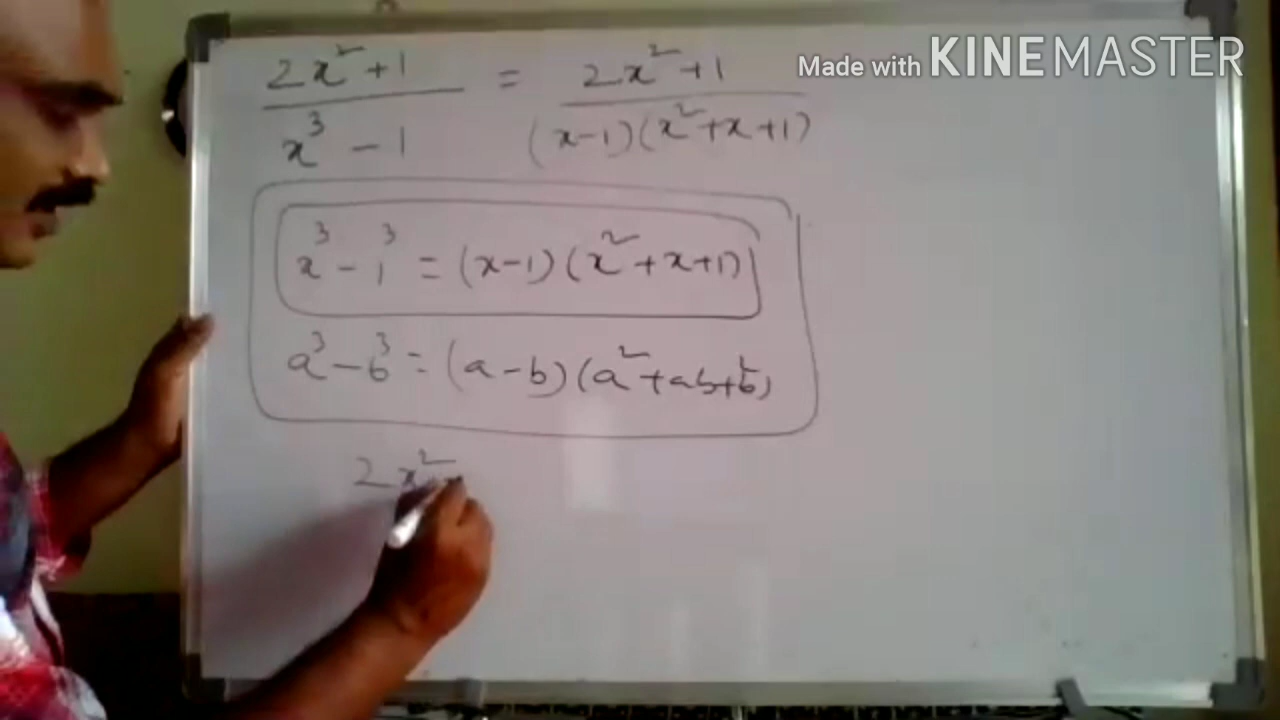 Made with KINEMASTER
2x² + 1 / x³ - 1 = 2x² + 1 / (x-1)(x² + x + 1)
x³ - 1³ = (x-1)(x² + x + 1)
a³ - b³ = (a - b)(a² + ab + b²)
2x²